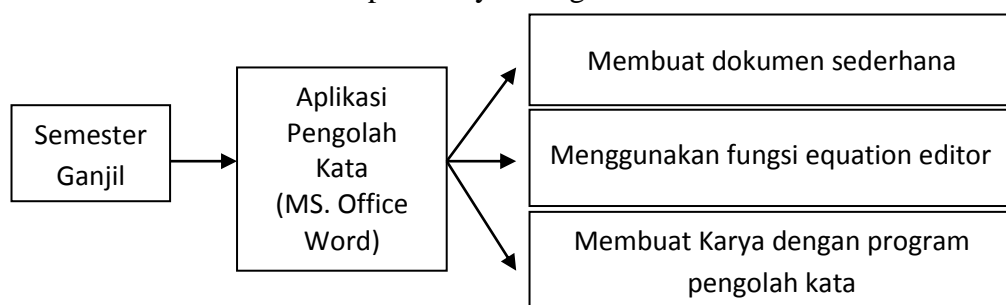 Semester
Ganjil
Aplikasi
Pengolah
Kata
(MS. Office
Word)
Membuat dokumen sederhana
Menggunakan fungsi equation editor
Membuat Karya dengan program
pengolah kata